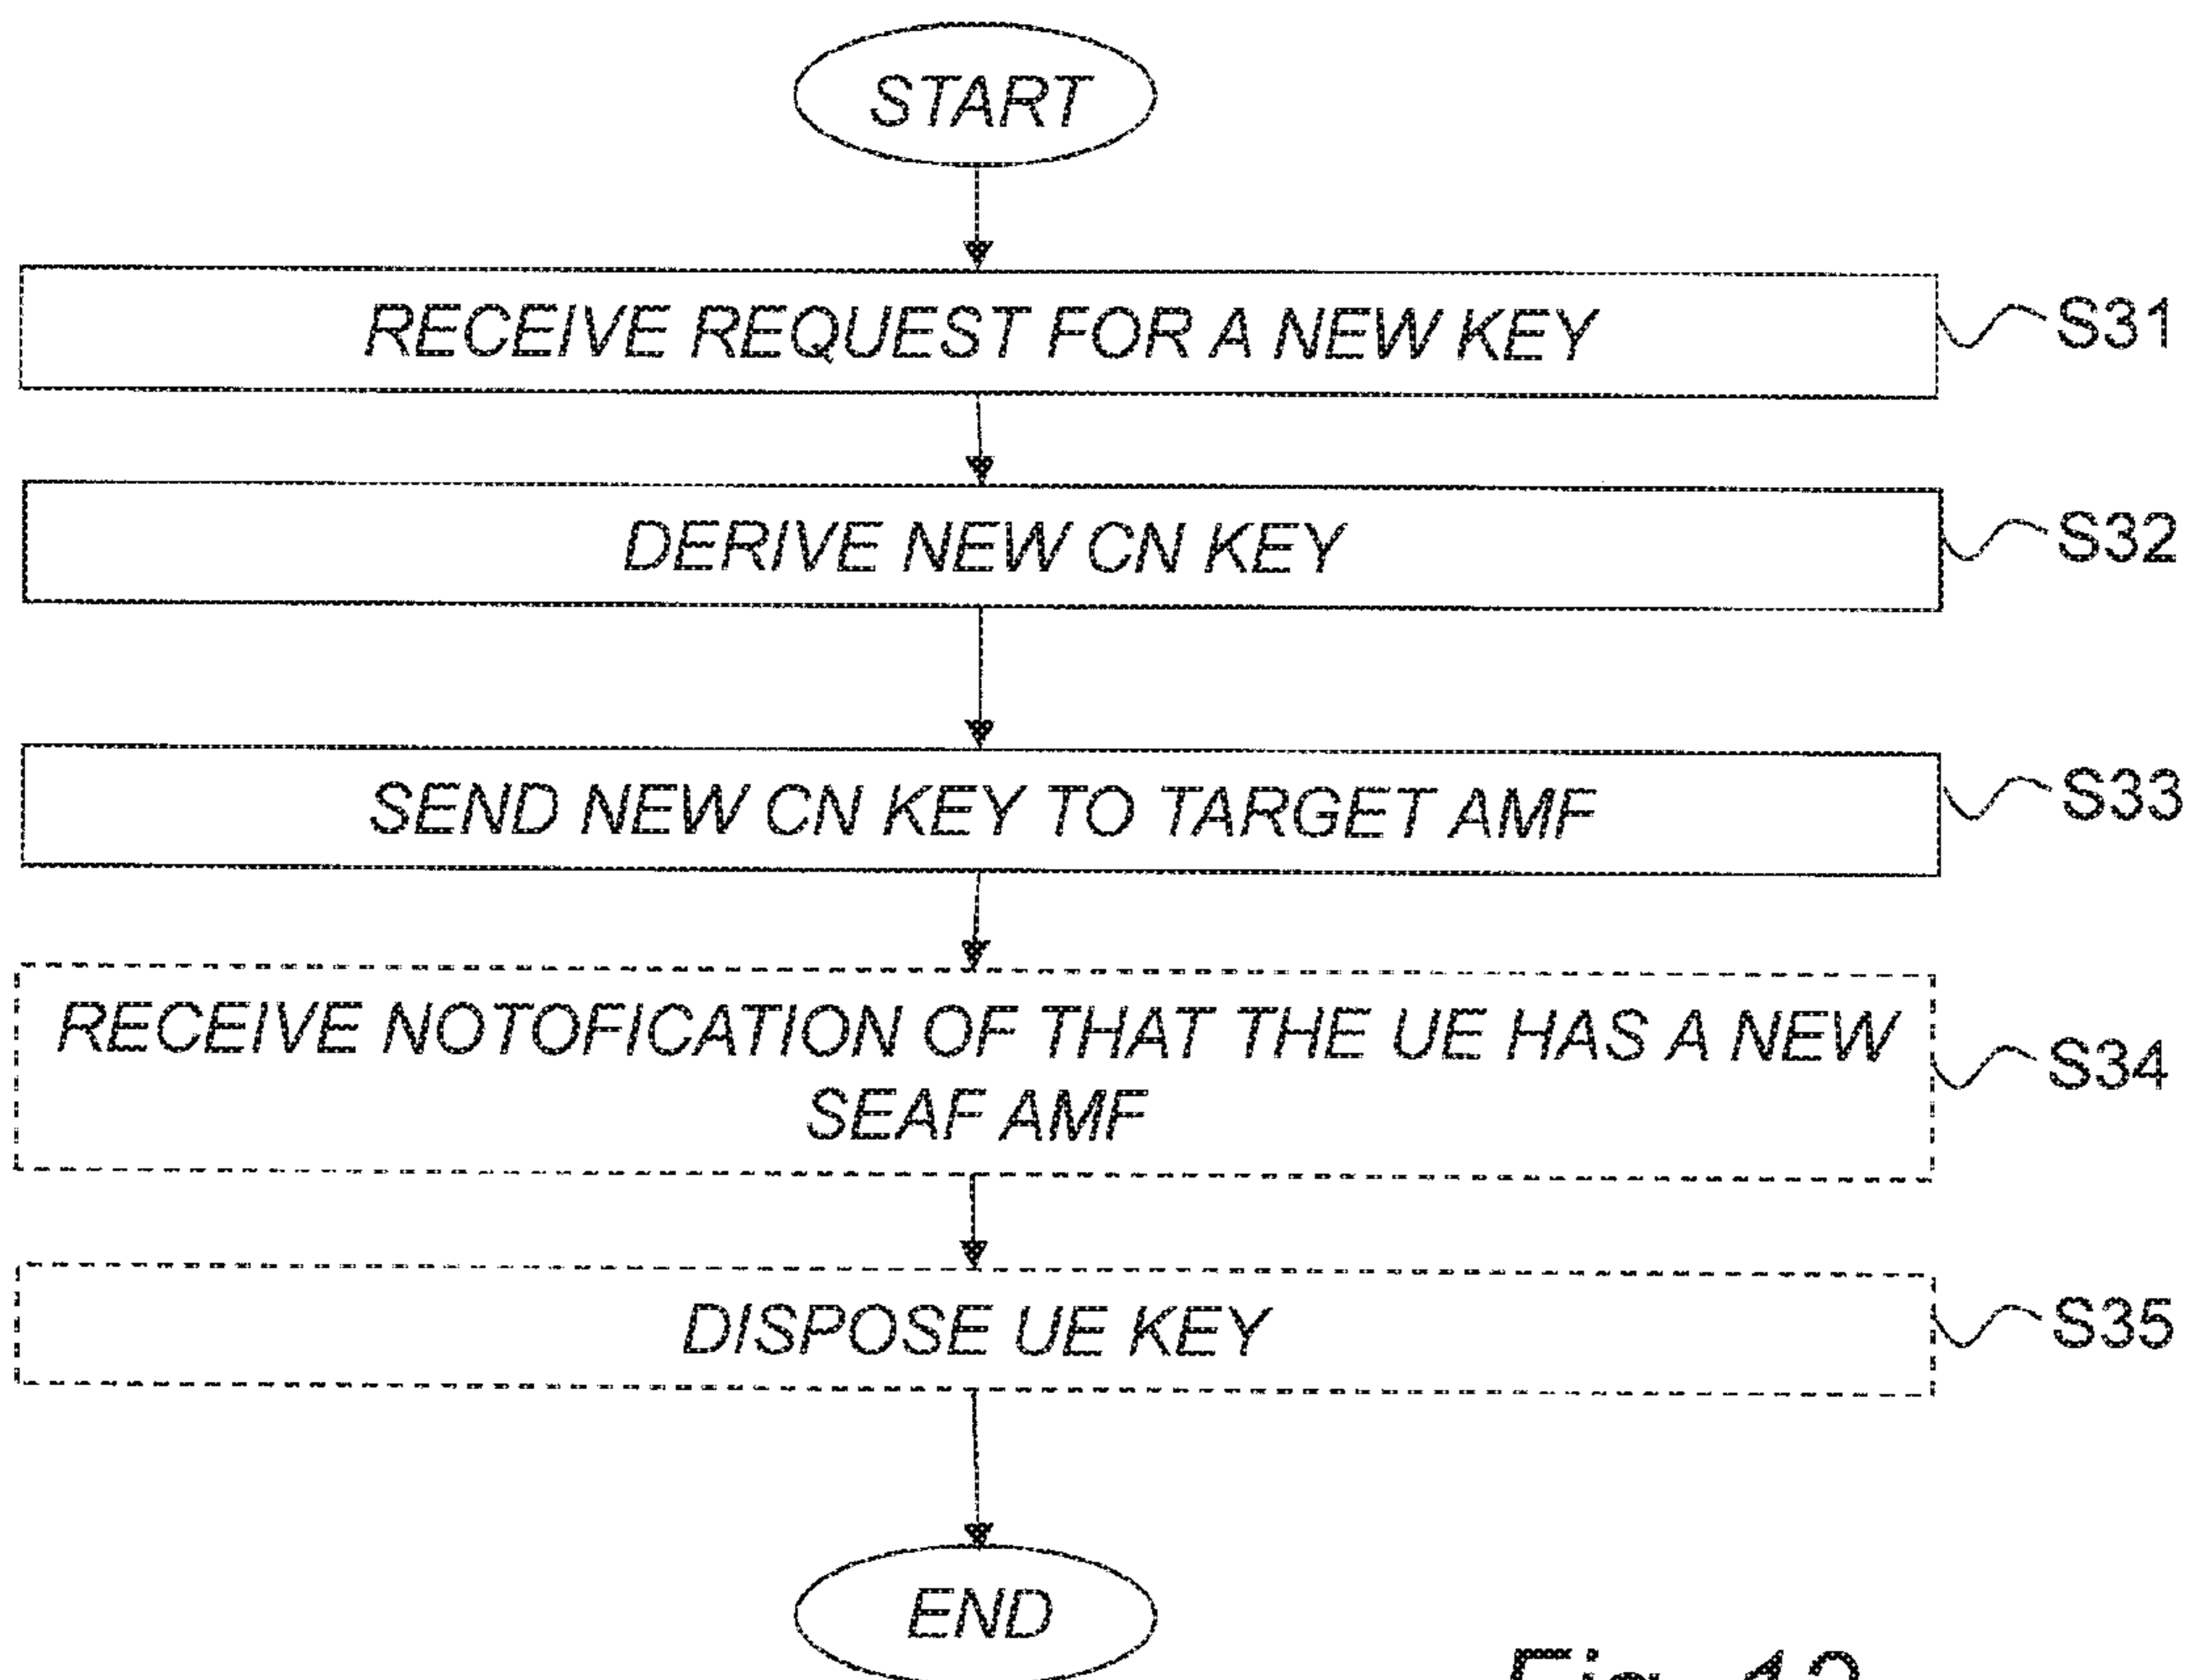 START
RECEIVE REQUEST FOR A NEW KEY
S31
DERIVE NEW CN KEY
S32
SEND NEW CN KEY TO TARGET AMF
S33
RECEIVE NOTOFICATION OF THAT THE UE HAS A NEW
SEAF AMF
S34
DISPOSE UE KEY
S35
END
Fig.